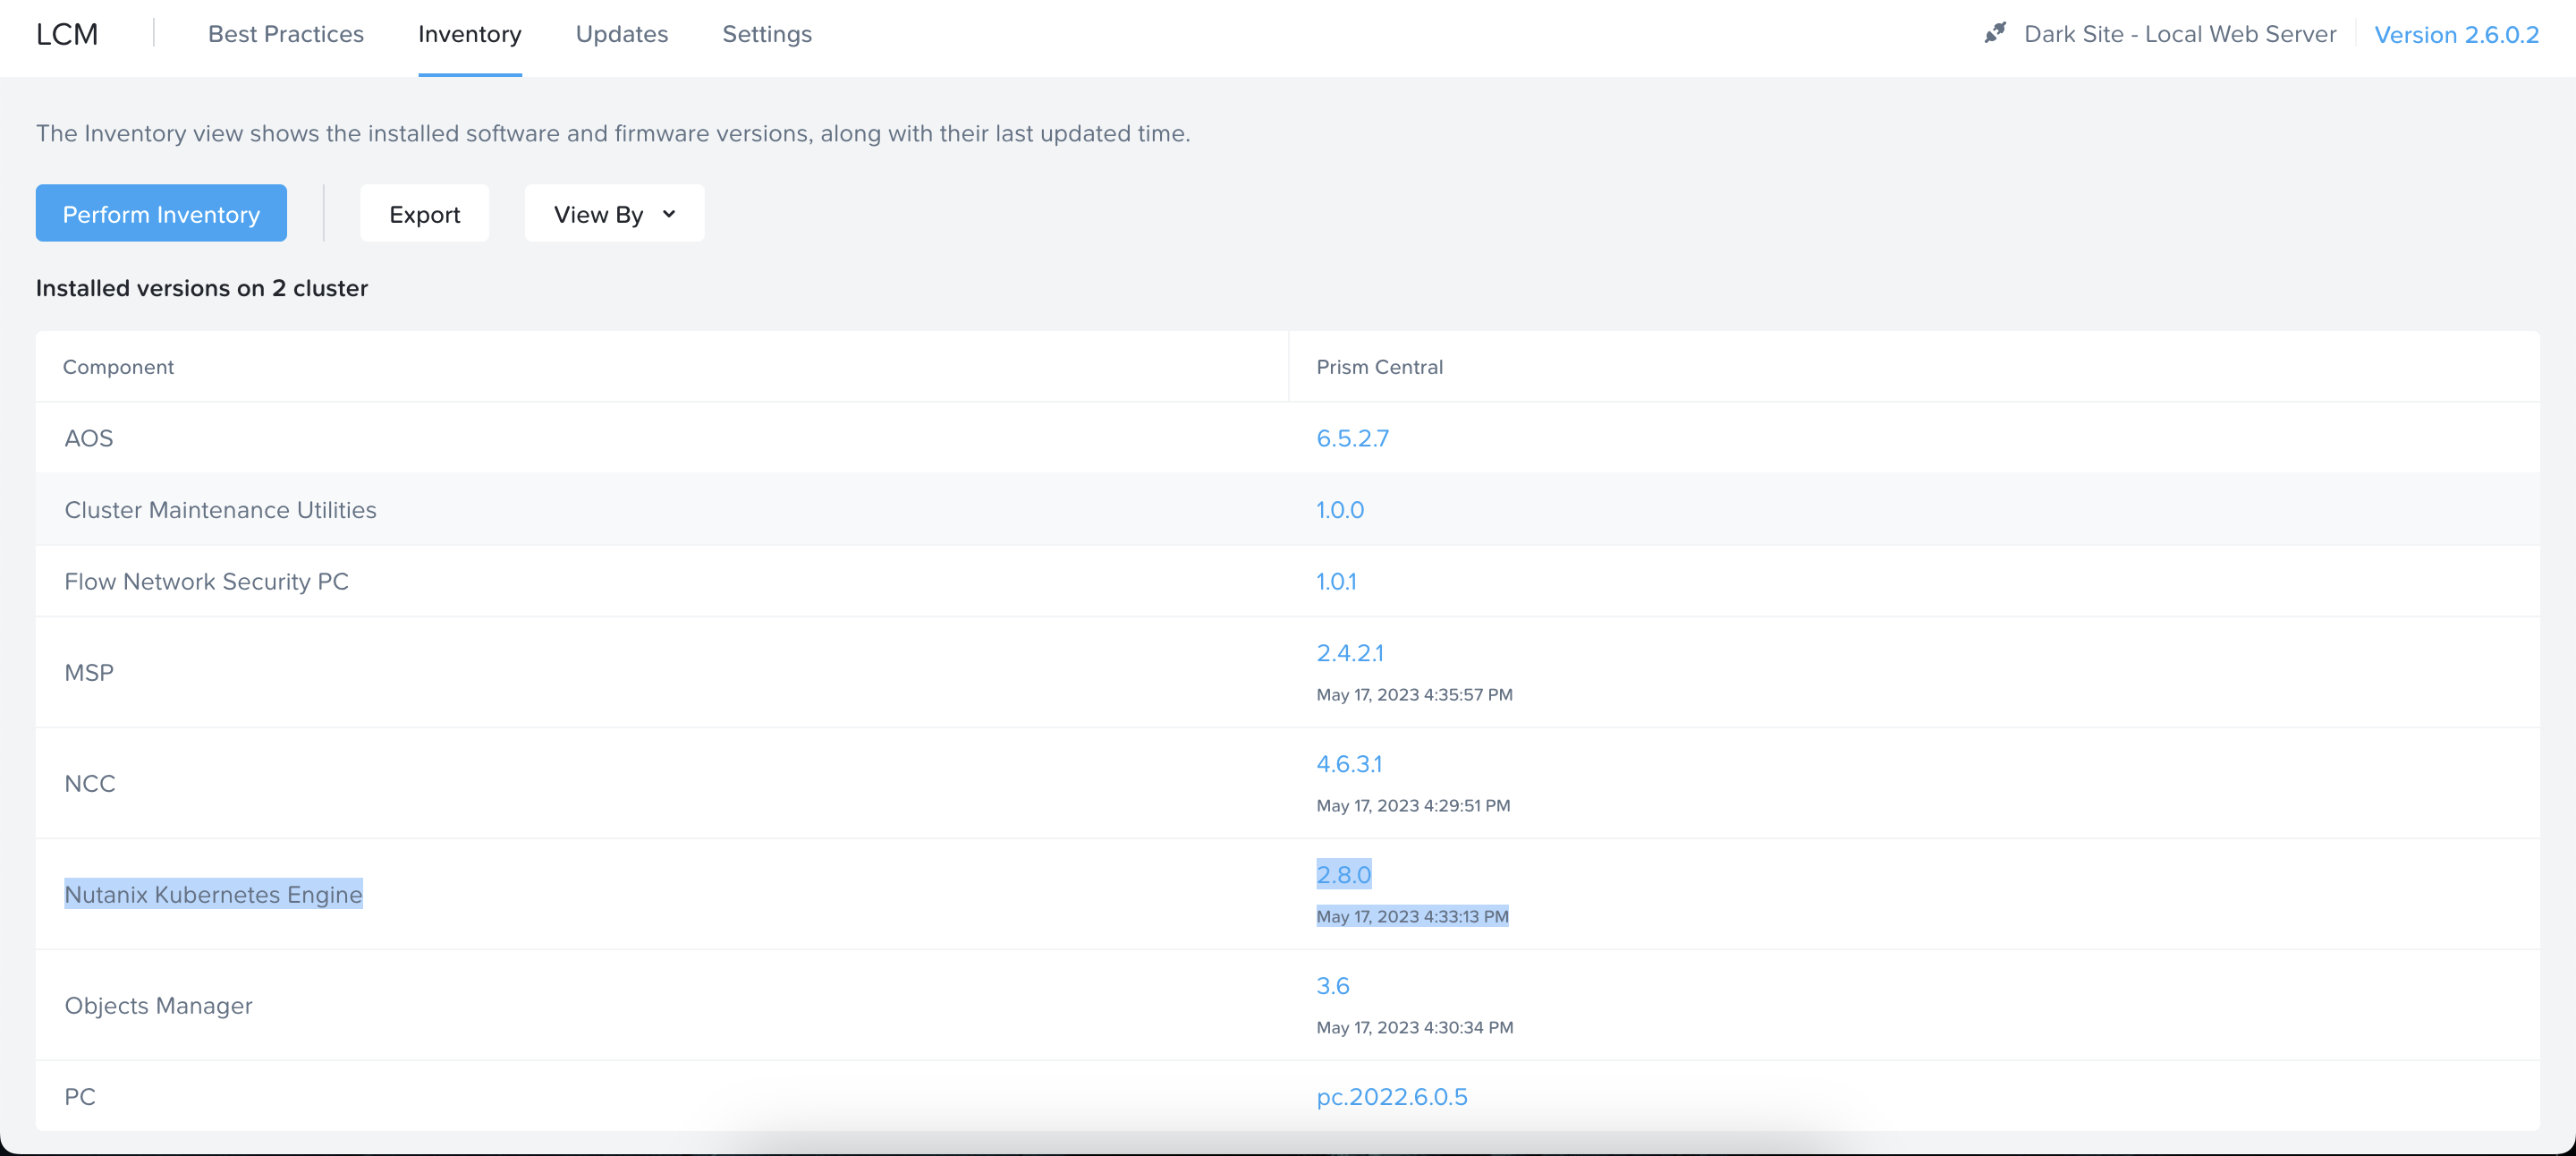 LCM Best Practices Inventory Updates Settings Dark Site - Local Web Server Version 2.6.0.2
The Inventory view shows the installed software and firmware versions, along with their last updated time.
Perform Inventory Export View By
Installed versions on 2 cluster
Component Prism Central
AOS 6.5.2.7
Cluster Maintenance Utilities 1.0.0
Flow Network Security PC 1.0.1
MSP 2.4.2.1
May 17, 2023 4:35:57 PM
NCC 4.6.3.1
May 17, 2023 4:29:51 PM
Nutanix Kubernetes Engine 2.8.0
May 17, 2023 4:33:13 PM
Objects Manager 3.6
May 17, 2023 4:30:34 PM
PC pc.2022.6.0.5